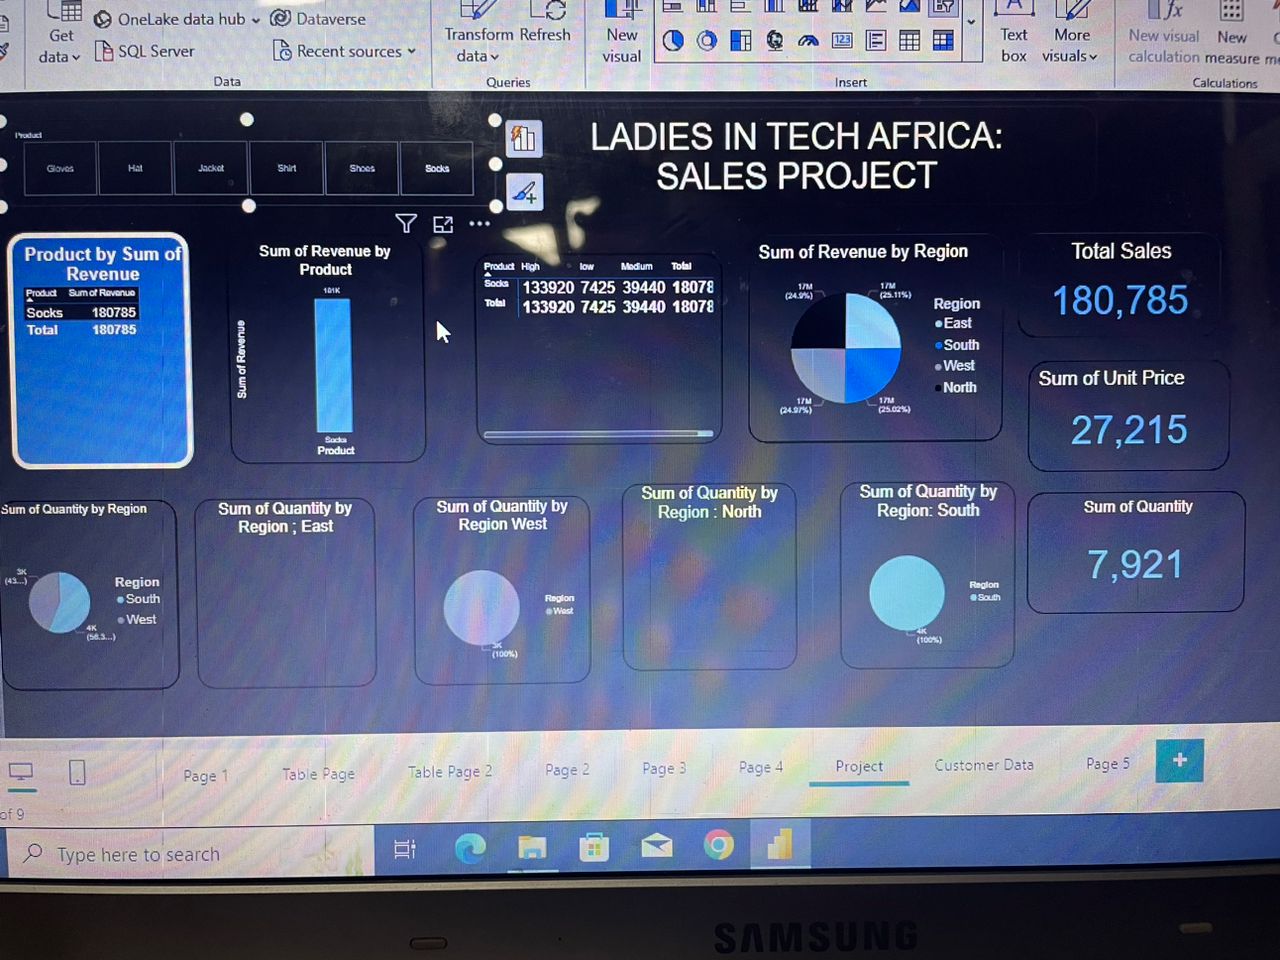 OneLake data hub
Dataverse
Get
data
SQL Server
Recent sources
Data
Transform
data
Refresh
Queries
New
visual
123
Insert
Text
box
More
visuals
New visual
calculation
New
measure
Calculations
Product
Gloves
Hat
Jacket
Shirt
Shoes
Socks
LADIES IN TECH AFRICA:
SALES PROJECT
Product by Sum of
Revenue
Product Sum of Revenue
Socks 180785
Total 180785
Sum of Revenue by
Product
181K
Sum of Revenue
Socks
Product
Product High low Medium Total
Socks 133920 7425 39440 18078
Total 133920 7425 39440 18078
Sum of Revenue by Region
17M
(24.9%)
17M
(25.11%)
17M
(24.97%)
17M
(25.02%)
Region
East
South
West
North
Total Sales
180,785
Sum of Unit Price
27,215
Sum of Quantity by Region
3K
(43...)
4K
(56.3...)
Region
South
West
Sum of Quantity by
Region ; East
Sum of Quantity by
Region West
3K
(100%)
Region
West
Sum of Quantity by
Region : North
Sum of Quantity by
Region: South
4K
(100%)
Region
South
Sum of Quantity
7,921
Page 1
Table Page
Table Page 2
Page 2
Page 3
Page 4
Project
Customer Data
Page 5
+
of 9
Type here to search
SAMSUNG